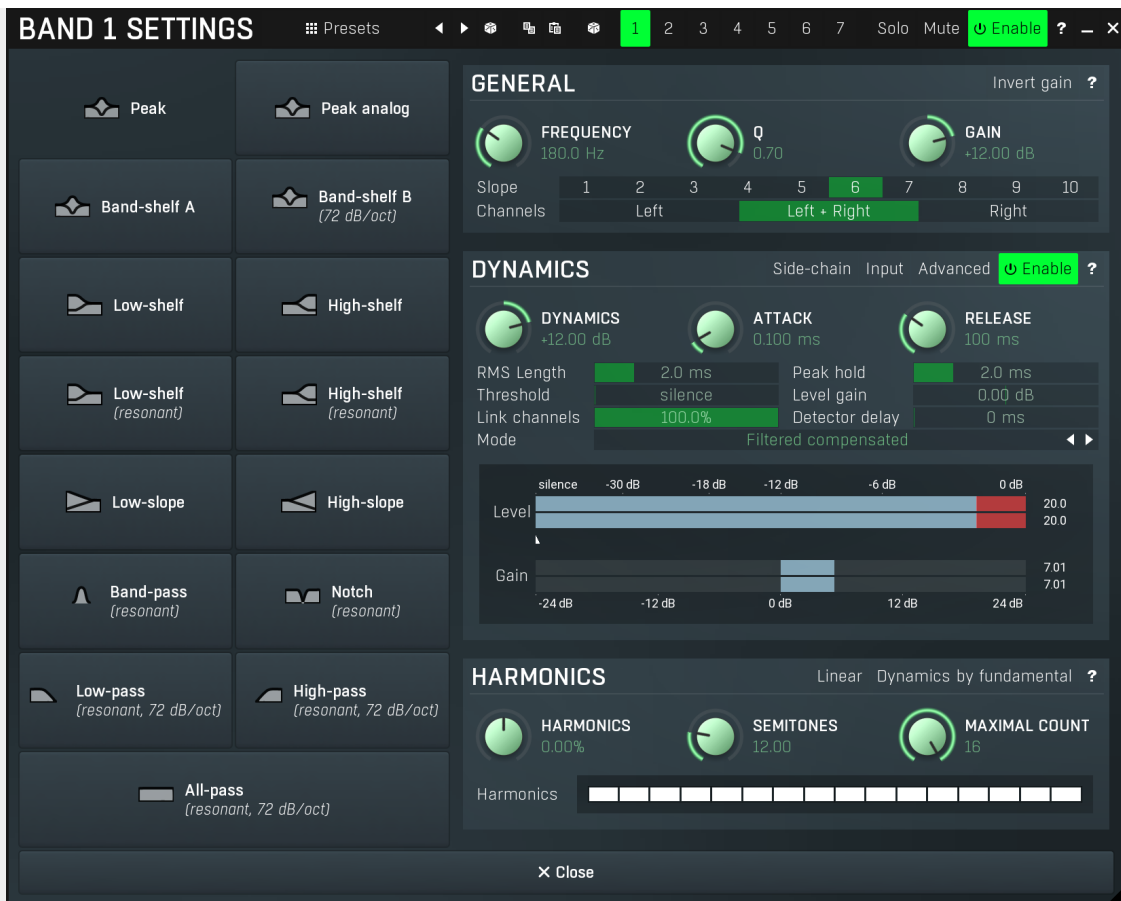 BAND 1 SETTINGS Presets 1 2 3 4 5 6 7 Solo Mute Enable ?
Peak
Peak analog
Band-shelf A
Band-shelf B
(72 dB/oct)
Low-shelf
High-shelf
Low-shelf
(resonant)
High-shelf
(resonant)
Low-slope
High-slope
Band-pass
(resonant)
Notch
(resonant)
Low-pass
(resonant, 72 dB/oct)
High-pass
(resonant, 72 dB/oct)
All-pass
(resonant, 72 dB/oct)
GENERAL Invert gain ?
FREQUENCY
180.0 Hz
Q
0.70
GAIN
+12.00 dB
Slope 1 2 3 4 5 6 7 8 9 10
Channels Left Left + Right Right
DYNAMICS Side-chain Input Advanced Enable ?
DYNAMICS
+12.00 dB
ATTACK
0.100 ms
RELEASE
100 ms
RMS Length 2.0 ms Peak hold 2.0 ms
Threshold silence Level gain 0.00 dB
Link channels 100.0% Detector delay 0 ms
Mode Filtered compensated
silence -30 dB -18 dB -12 dB -6 dB 0 dB
Level 20.0
20.0
Gain 7.01
7.01
-24 dB -12 dB 0 dB 12 dB 24 dB
HARMONICS Linear Dynamics by fundamental ?
HARMONICS
0.00%
SEMITONES
12.00
MAXIMAL COUNT
16
Harmonics
Close